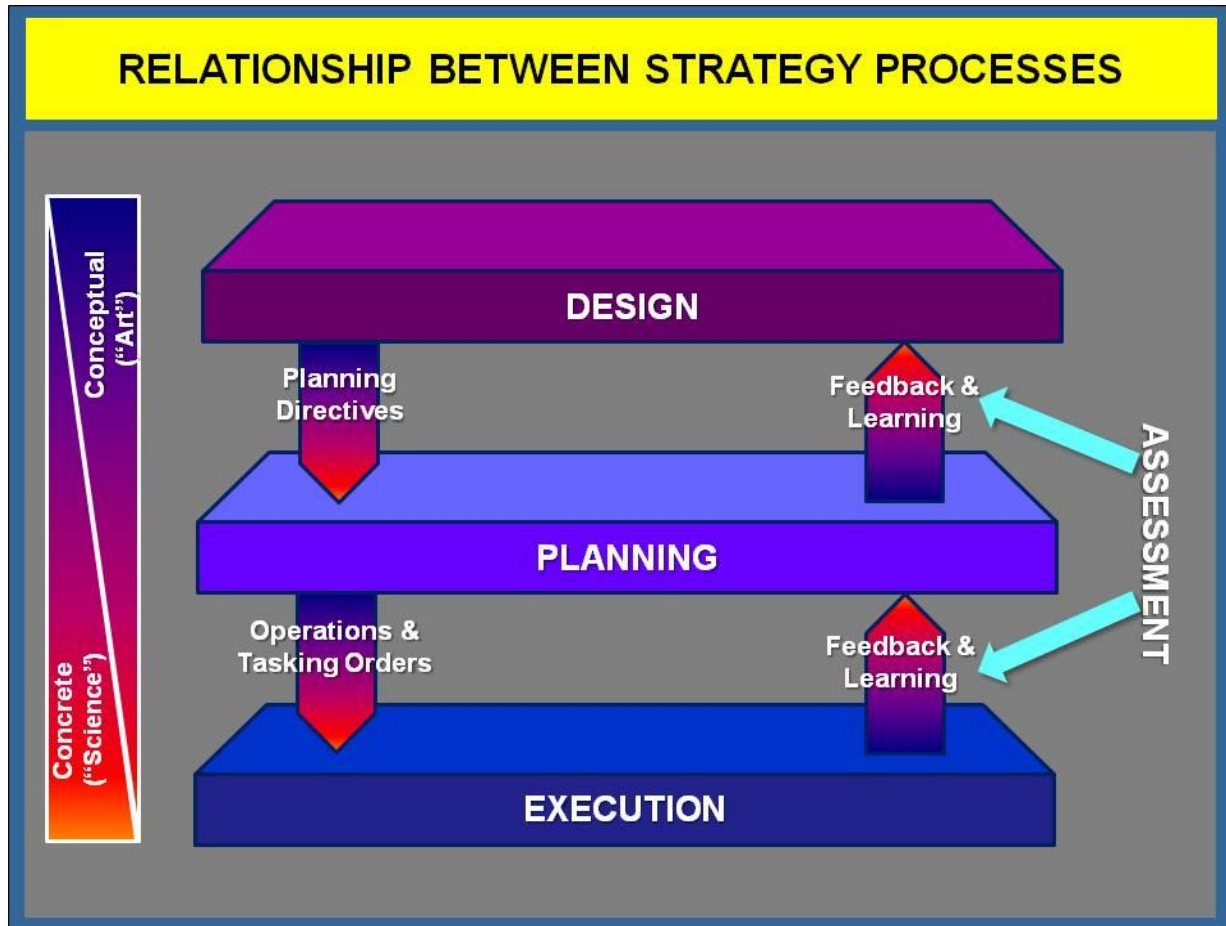 RELATIONSHIP BETWEEN STRATEGY PROCESSES
Conceptual
(“Art”)
Concrete
(“Science”)
DESIGN
Planning
Directives
Feedback &
Learning
PLANNING
Operations &
Tasking Orders
Feedback &
Learning
EXECUTION
ASSESSMENT